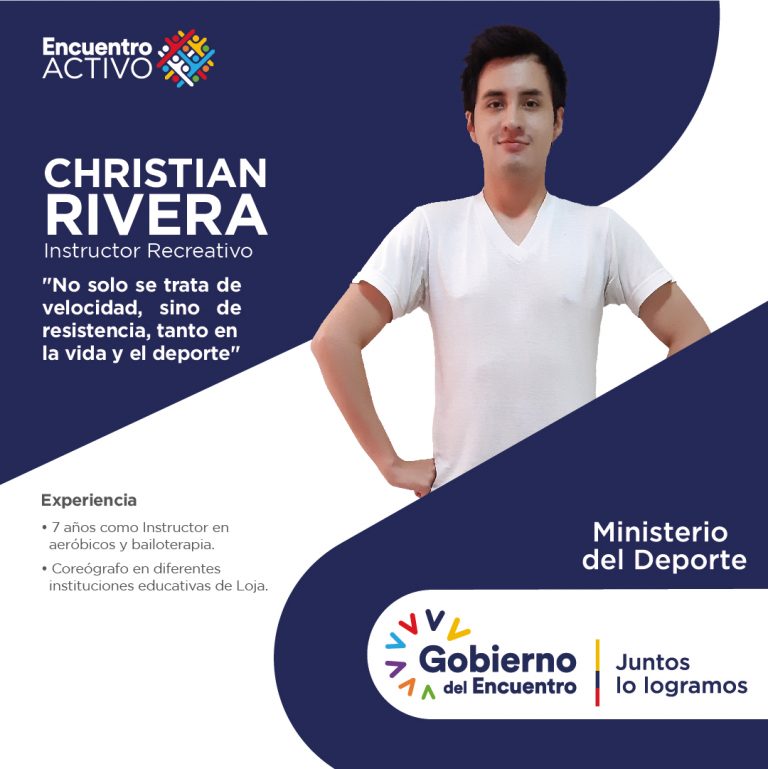 Encuentro
ACTIVO
CHRISTIAN
RIVERA
Instructor Recreativo
"No solo se trata de
velocidad, sino de
resistencia, tanto en
la vida y el deporte"
Experiencia
• 7 años como Instructor en
aeróbicos y bailoterapia.
• Coreógrafo en diferentes
instituciones educativas de Loja.
Ministerio
del Deporte
Gobierno
del Encuentro
Juntos
lo logramos